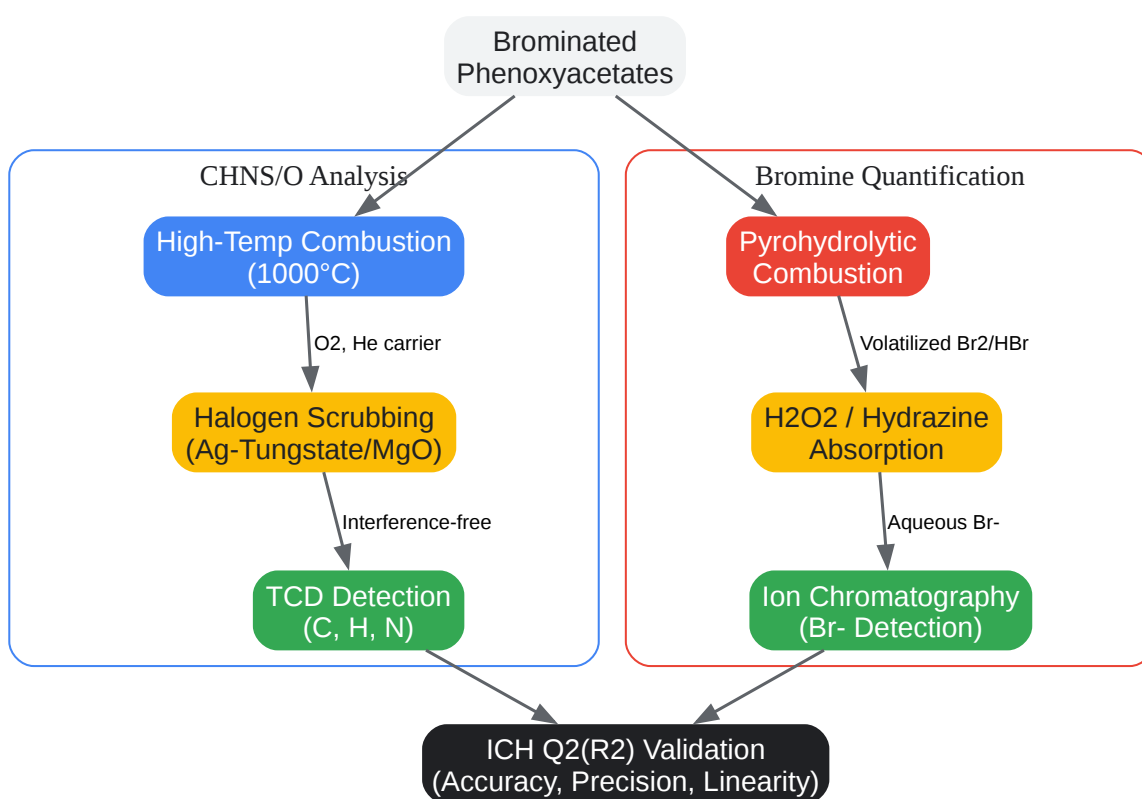 Brominated
Phenoxyacetates
CHNS/O Analysis
High-Temp Combustion
(1000°C)
O2, He carrier
Halogen Scrubbing
(Ag-Tungstate/MgO)
Interference-free
TCD Detection
(C, H, N)
Bromine Quantification
Pyrohydrolytic
Combustion
Volatilized Br2/HBr
H2O2 / Hydrazine
Absorption
Aqueous Br-
Ion Chromatography
(Br- Detection)
ICH Q2(R2) Validation
(Accuracy, Precision, Linearity)